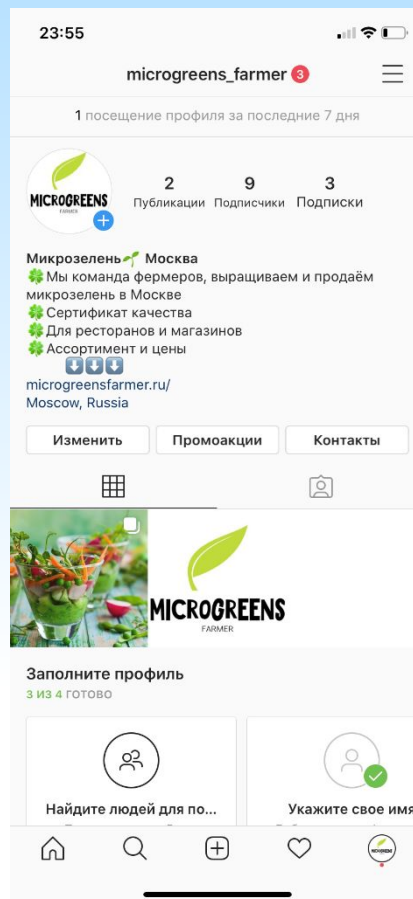 23:55
microgreens_farmer 3
1 посещение профиля за последние 7 дня
MICROGREENS
FARMER
2 9 3
Публикации Подписчики Подписки
Микрозелень🌱 Москва
🍀Мы команда фермеров, выращиваем и продаём
микрозелень в Москве
🍀Сертификат качества
🍀Для ресторанов и магазинов
🍀Ассортимент и цены
⬇️⬇️⬇️
microgreensfarmer.ru/
Moscow, Russia
Изменить Промоакции Контакты
MICROGREENS
FARMER
Заполните профиль
3 ИЗ 4 ГОТОВО
Найдите людей для по... Укажите свое имя
MICROGREENS